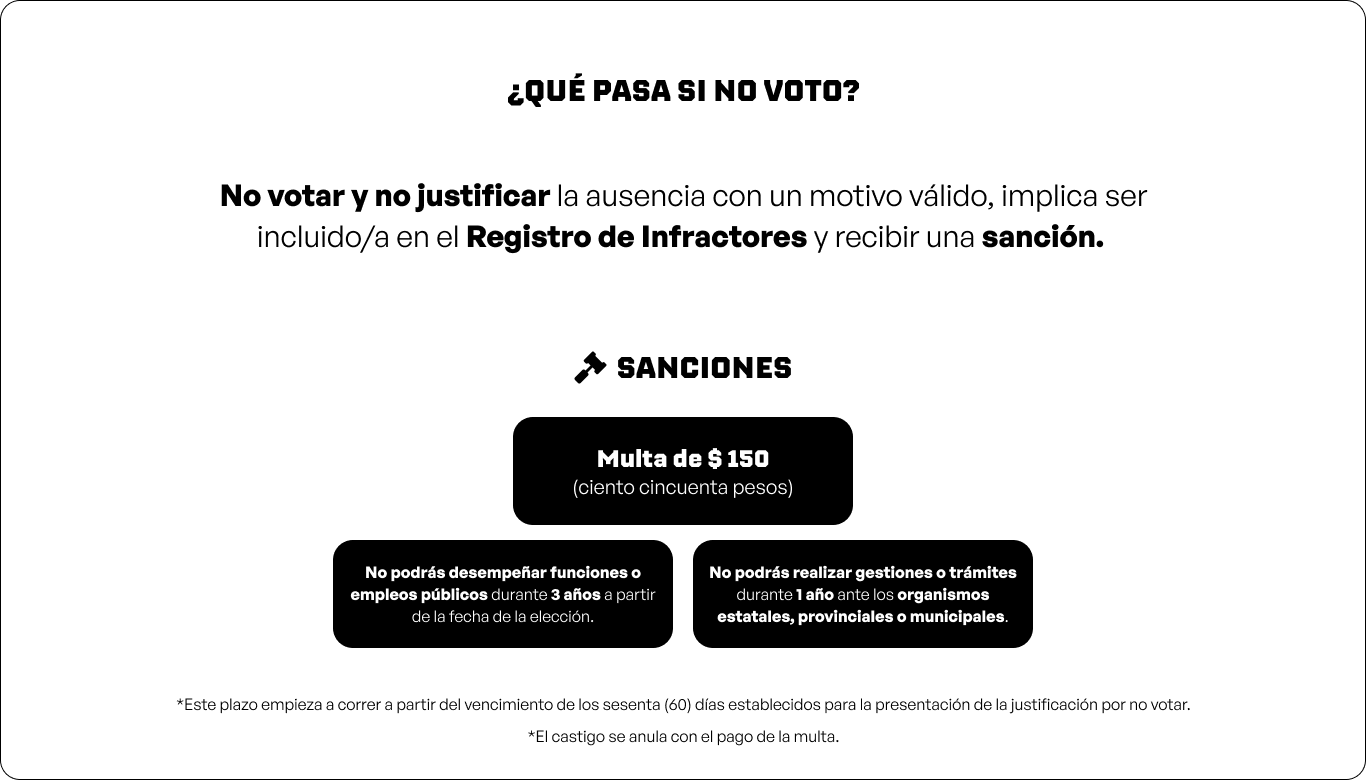 ¿QUÉ PASA SI NO VOTO?
No votar y no justificar la ausencia con un motivo válido, implica ser
incluido/a en el Registro de Infractores y recibir una sanción.
SANCIONES
Multa de $ 150
(ciento cincuenta pesos)
No podrás desempeñar funciones o
empleos públicos durante 3 años a partir
de la fecha de la elección.
No podrás realizar gestiones o trámites
durante 1 año ante los organismos
estatales, provinciales o municipales.
*Este plazo empieza a correr a partir del vencimiento de los sesenta (60) días establecidos para la presentación de la justificación por no votar.
*El castigo se anula con el pago de la multa.